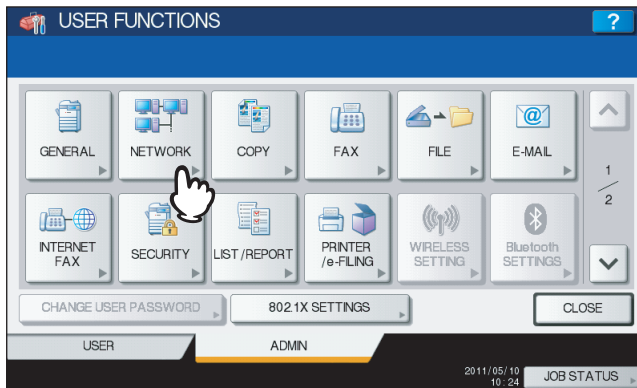 USER FUNCTIONS
?
GENERAL
NETWORK
COPY
FAX
FILE
E-MAIL
1
2
INTERNET
FAX
SECURITY
LIST/REPORT
PRINTER
/e-FILING
WIRELESS
SETTING
Bluetooth
SETTINGS
CHANGE USER PASSWORD
802.1X SETTINGS
CLOSE
USER
ADMIN
2011/05/10
10:24
JOB STATUS